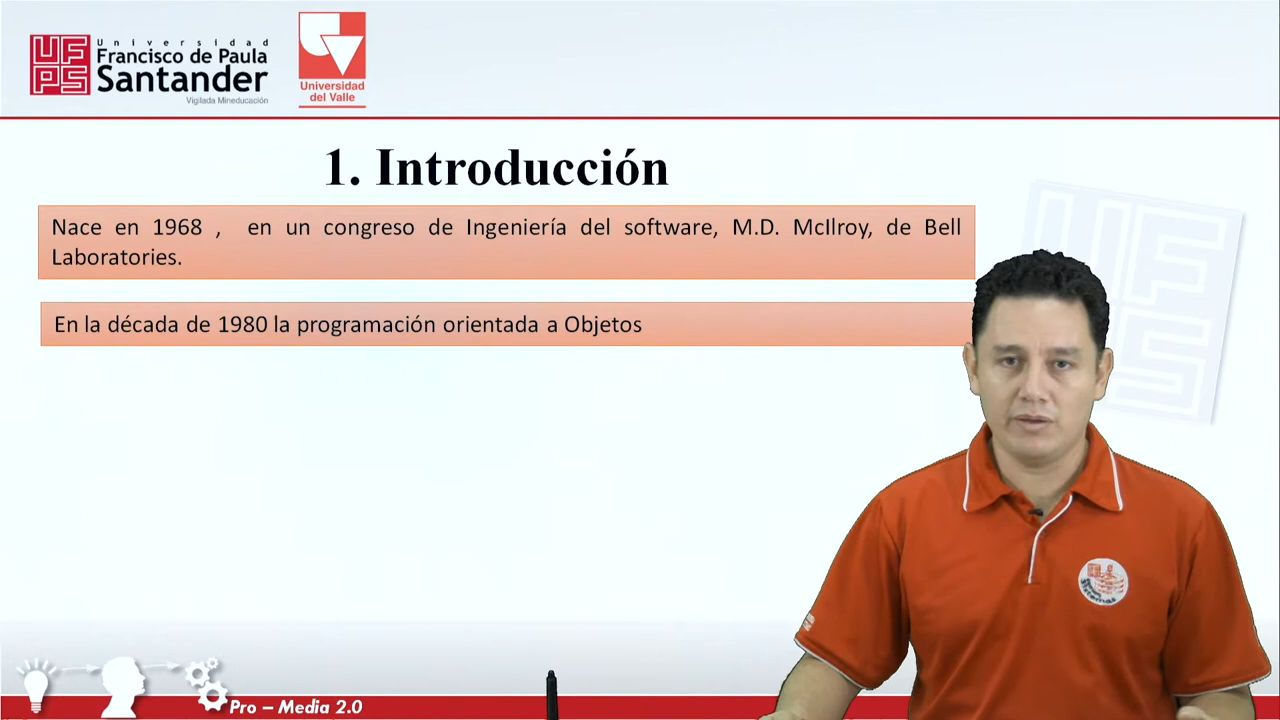 UF
PS
Universidad
Francisco de Paula
Santander
Vigilada Mineducación
Universidad
del Valle
1. Introducción
Nace en 1968 , en un congreso de Ingeniería del software, M.D. McIlroy, de Bell
Laboratories.
En la década de 1980 la programación orientada a Objetos
Pro – Media 2.0